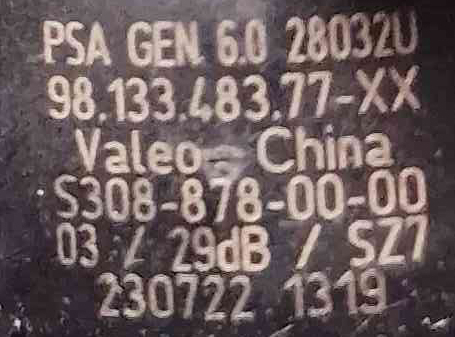 PSA GEN 6.0 28032U
98.133.483.77-XX
Valeo China
S308-878-00-00
03 / 29dB / SZ7
230722 1319